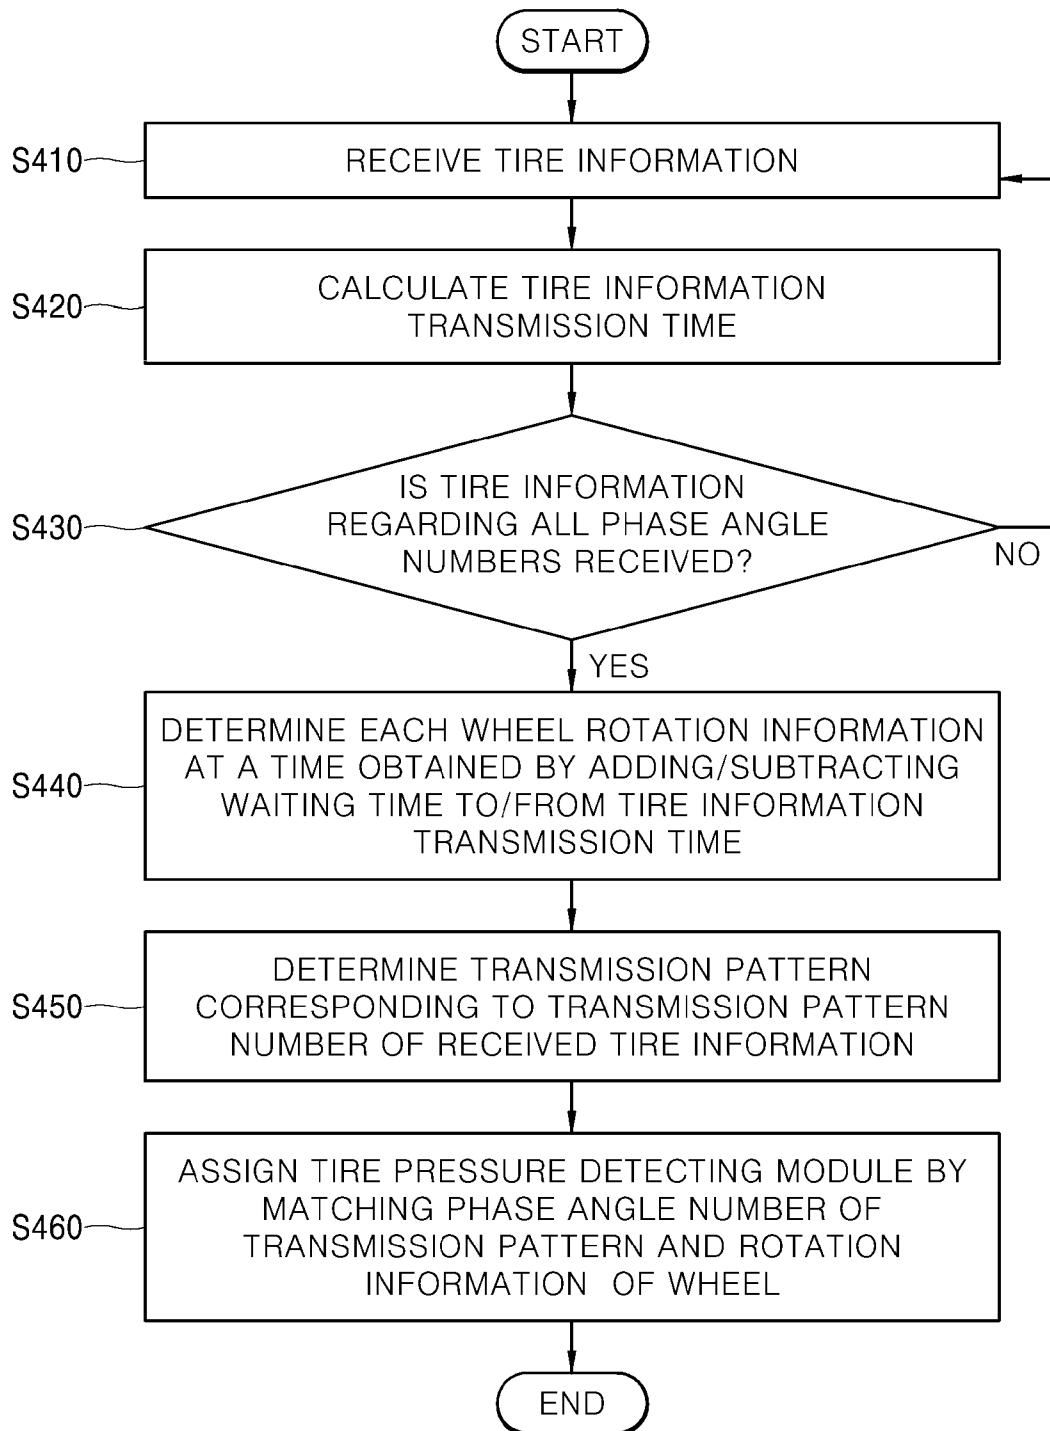 START
S410
RECEIVE TIRE INFORMATION
S420
CALCULATE TIRE INFORMATION
TRANSMISSION TIME
S430
IS TIRE INFORMATION
REGARDING ALL PHASE ANGLE
NUMBERS RECEIVED?
NO
YES
S440
DETERMINE EACH WHEEL ROTATION INFORMATION
AT A TIME OBTAINED BY ADDING/SUBTRACTING
WAITING TIME TO/FROM TIRE INFORMATION
TRANSMISSION TIME
S450
DETERMINE TRANSMISSION PATTERN
CORRESPONDING TO TRANSMISSION PATTERN
NUMBER OF RECEIVED TIRE INFORMATION
S460
ASSIGN TIRE PRESSURE DETECTING MODULE BY
MATCHING PHASE ANGLE NUMBER OF
TRANSMISSION PATTERN AND ROTATION
INFORMATION OF WHEEL
END